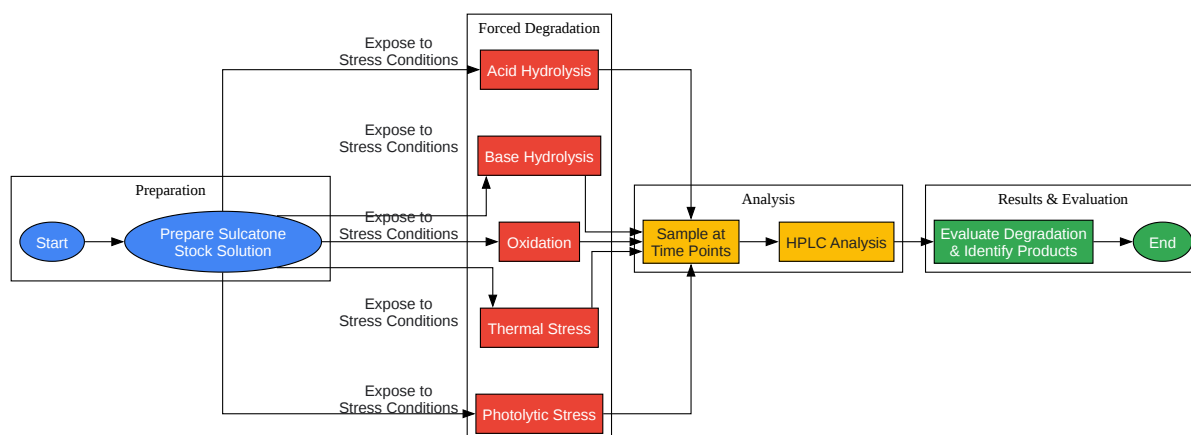 Preparation
Start
Prepare Sulcatone
Stock Solution
Expose to
Stress Conditions
Expose to
Stress Conditions
Expose to
Stress Conditions
Expose to
Stress Conditions
Expose to
Stress Conditions
Forced Degradation
Acid Hydrolysis
Base Hydrolysis
Oxidation
Thermal Stress
Photolytic Stress
Analysis
Sample at
Time Points
HPLC Analysis
Results & Evaluation
Evaluate Degradation
& Identify Products
End